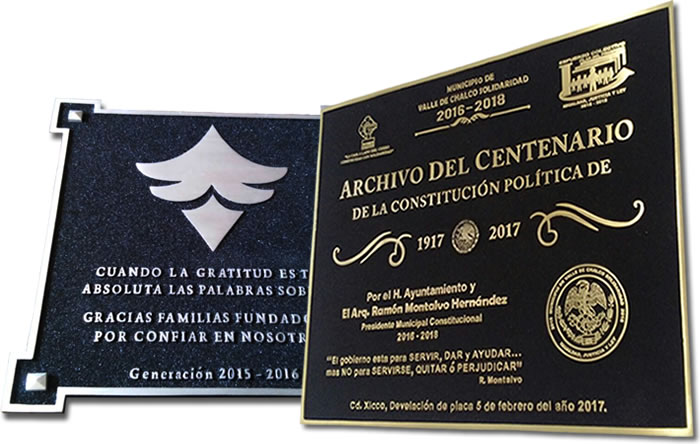 CUANDO LA GRATITUD ES T
ABSOLUTA LAS PALABRAS SOB
GRACIAS FAMILIAS FUNDADO
POR CONFIAR EN NOSOTR
Generación 2015 - 2016
MUNICIPIO DE
VALLE DE CHALCO SOLIDARIDAD
2016-2018
ARCHIVO DEL CENTENARIO
DE LA CONSTITUCIÓN POLÍTICA DE
1917 2017
Por el H. Ayuntamiento y
El Arq. Ramón Montalvo Hernández
Presidente Municipal Constitucional
2016 - 2018
"El gobierno esta para SERVIR, DAR y AYUDAR...
mas NO para SERVIRSE, QUITAR ó PERJUDICAR"
R. Montalvo
Cd. Xicco, Develación de placa 5 de febrero del año 2017.